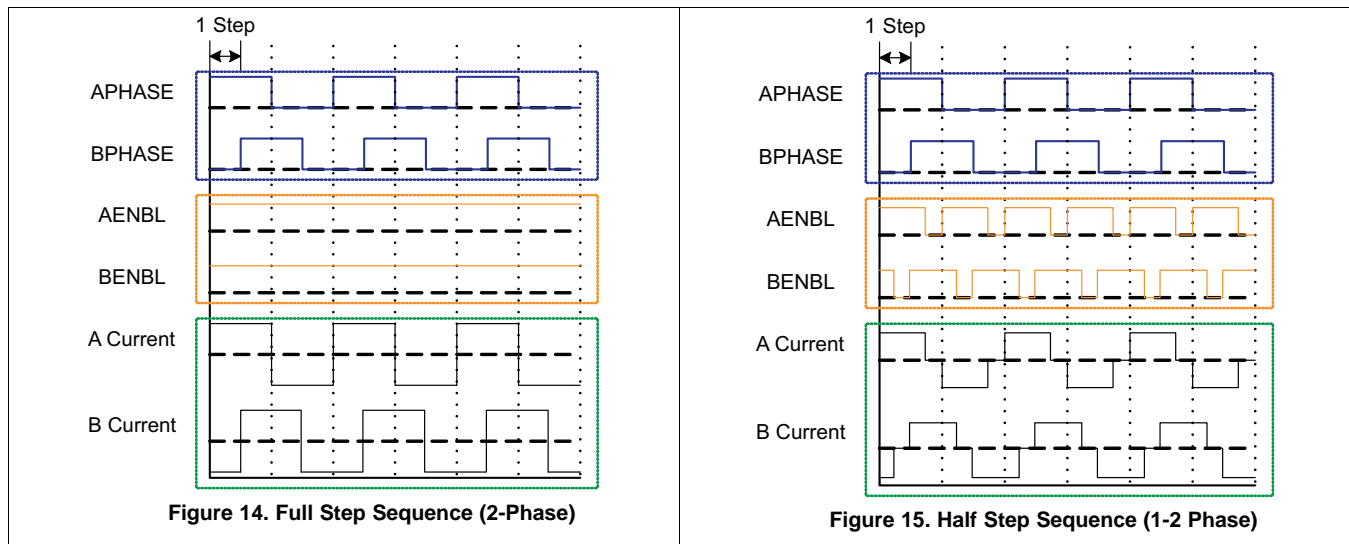 1 Step
APHASE
BPHASE
AENBL
BENBL
A Current
B Current
Figure 14. Full Step Sequence (2-Phase)
1 Step
APHASE
BPHASE
AENBL
BENBL
A Current
B Current
Figure 15. Half Step Sequence (1-2 Phase)